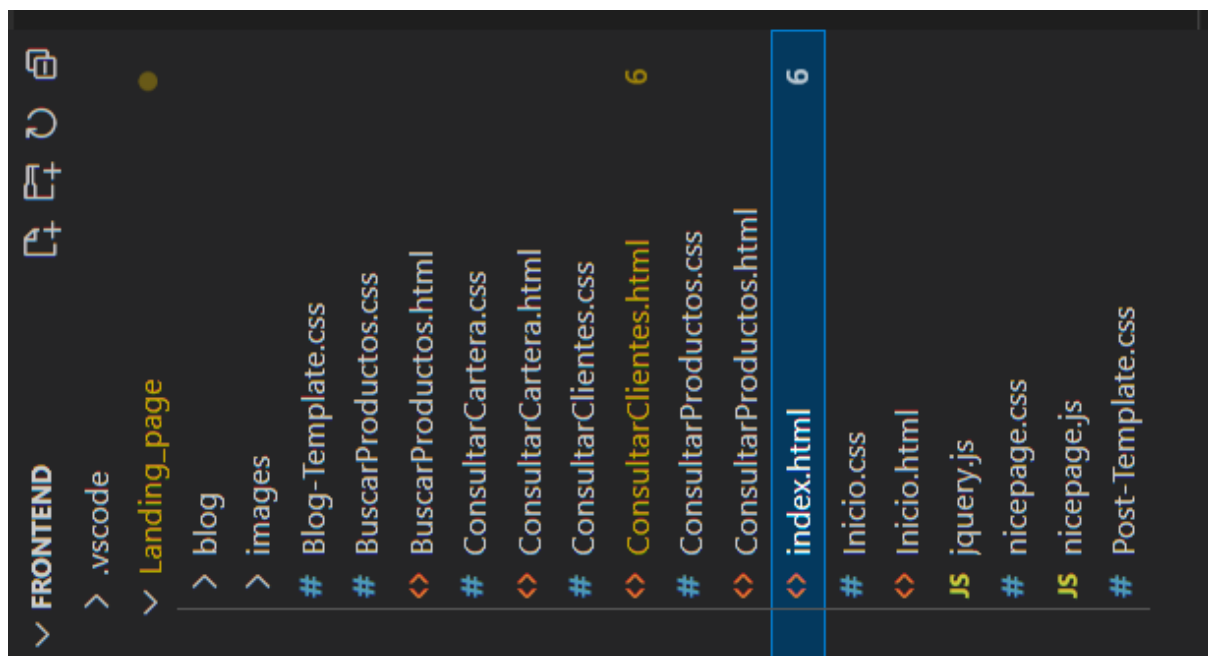 FRONTEND
.vscode
Landing_page
blog
images
# Blog-Template.css
# BuscarProductos.css
<> BuscarProductos.html
# ConsultarCartera.css
<> ConsultarCartera.html
# ConsultarClientes.css
<> ConsultarClientes.html 6
# ConsultarProductos.css
<> ConsultarProductos.html
<> index.html 6
# Inicio.css
<> Inicio.html
JS jquery.js
# nicepage.css
JS nicepage.js
# Post-Template.css